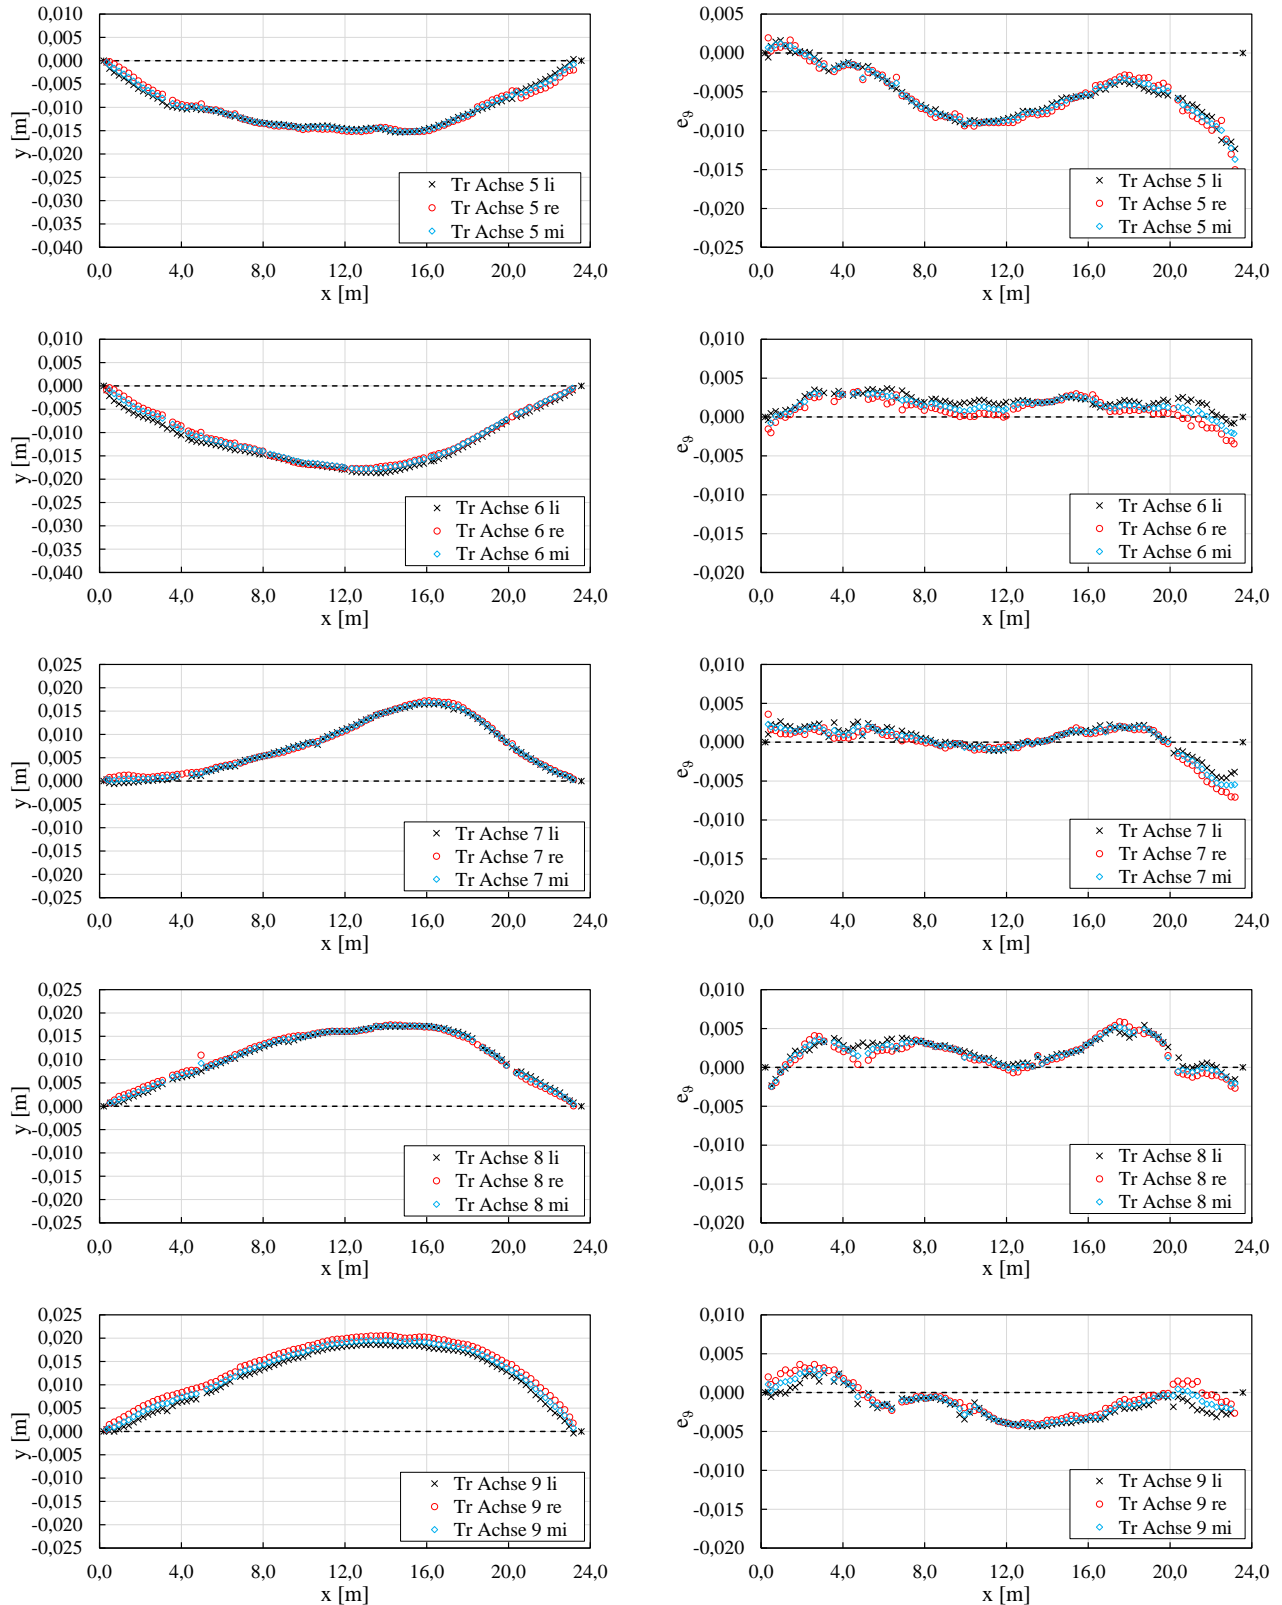 0,010
0,005
0,000
-0,005
-0,010
-0,015
-0,020
-0,025
-0,030
-0,035
-0,040
y [m]
0,0 4,0 8,0 12,0 16,0 20,0 24,0
x [m]
Tr Achse 5 li
Tr Achse 5 re
Tr Achse 5 mi
0,005
0,000
-0,005
-0,010
-0,015
-0,020
-0,025
eϑ
0,0 4,0 8,0 12,0 16,0 20,0 24,0
x [m]
Tr Achse 5 li
Tr Achse 5 re
Tr Achse 5 mi
0,010
0,005
0,000
-0,005
-0,010
-0,015
-0,020
-0,025
-0,030
-0,035
-0,040
y [m]
0,0 4,0 8,0 12,0 16,0 20,0 24,0
x [m]
Tr Achse 6 li
Tr Achse 6 re
Tr Achse 6 mi
0,010
0,005
0,000
-0,005
-0,010
-0,015
-0,020
eϑ
0,0 4,0 8,0 12,0 16,0 20,0 24,0
x [m]
Tr Achse 6 li
Tr Achse 6 re
Tr Achse 6 mi
0,025
0,020
0,015
0,010
0,005
0,000
-0,005
-0,010
-0,015
-0,020
-0,025
y [m]
0,0 4,0 8,0 12,0 16,0 20,0 24,0
x [m]
Tr Achse 7 li
Tr Achse 7 re
Tr Achse 7 mi
0,010
0,005
0,000
-0,005
-0,010
-0,015
-0,020
eϑ
0,0 4,0 8,0 12,0 16,0 20,0 24,0
x [m]
Tr Achse 7 li
Tr Achse 7 re
Tr Achse 7 mi
0,025
0,020
0,015
0,010
0,005
0,000
-0,005
-0,010
-0,015
-0,020
-0,025
y [m]
0,0 4,0 8,0 12,0 16,0 20,0 24,0
x [m]
Tr Achse 8 li
Tr Achse 8 re
Tr Achse 8 mi
0,010
0,005
0,000
-0,005
-0,010
-0,015
-0,020
eϑ
0,0 4,0 8,0 12,0 16,0 20,0 24,0
x [m]
Tr Achse 8 li
Tr Achse 8 re
Tr Achse 8 mi
0,025
0,020
0,015
0,010
0,005
0,000
-0,005
-0,010
-0,015
-0,020
-0,025
y [m]
0,0 4,0 8,0 12,0 16,0 20,0 24,0
x [m]
Tr Achse 9 li
Tr Achse 9 re
Tr Achse 9 mi
0,010
0,005
0,000
-0,005
-0,010
-0,015
-0,020
eϑ
0,0 4,0 8,0 12,0 16,0 20,0 24,0
x [m]
Tr Achse 9 li
Tr Achse 9 re
Tr Achse 9 mi